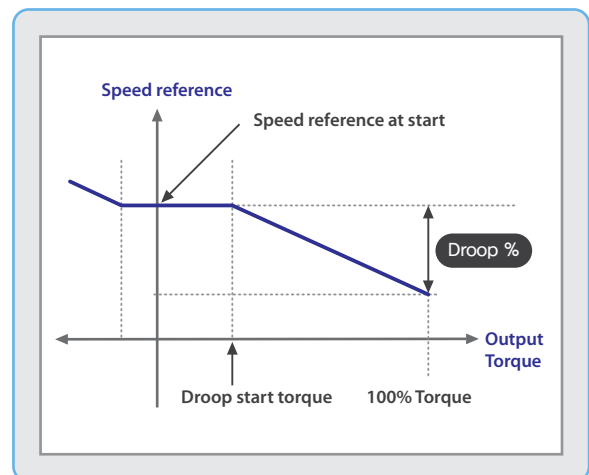 Speed reference
Speed reference at start
Droop %
Output
Torque
Droop start torque
100% Torque